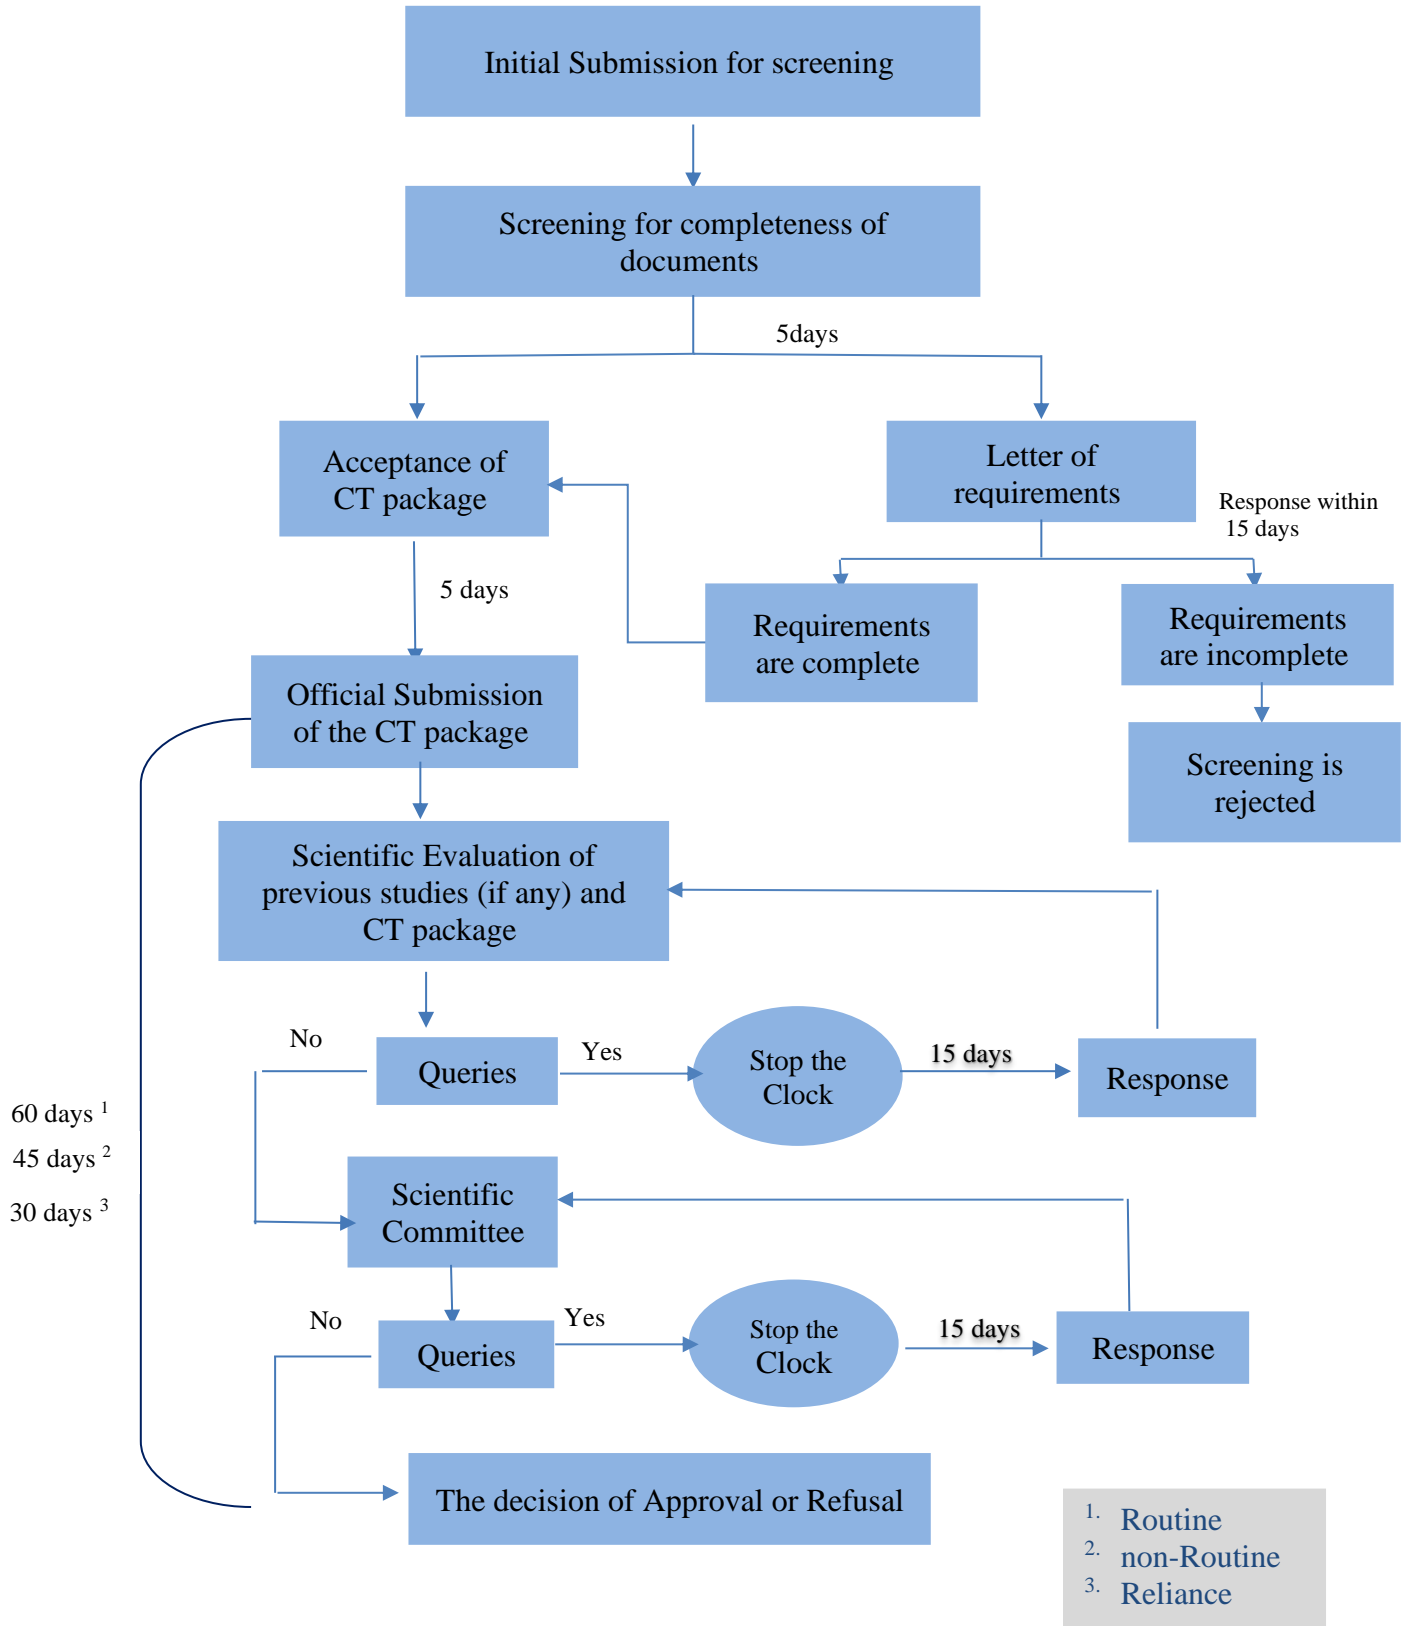 Initial Submission for screening
Screening for completeness of
documents
5days
Acceptance of
CT package
Letter of
requirements
Response within
15 days
5 days
Requirements
are complete
Requirements
are incomplete
Official Submission
of the CT package
Screening is
rejected
Scientific Evaluation of
previous studies (if any) and
CT package
No
Queries
Yes
Stop the
Clock
15 days
Response
60 days 1
45 days 2
30 days 3
Scientific
Committee
No
Queries
Yes
Stop the
Clock
15 days
Response
The decision of Approval or Refusal
1. Routine
2. non-Routine
3. Reliance